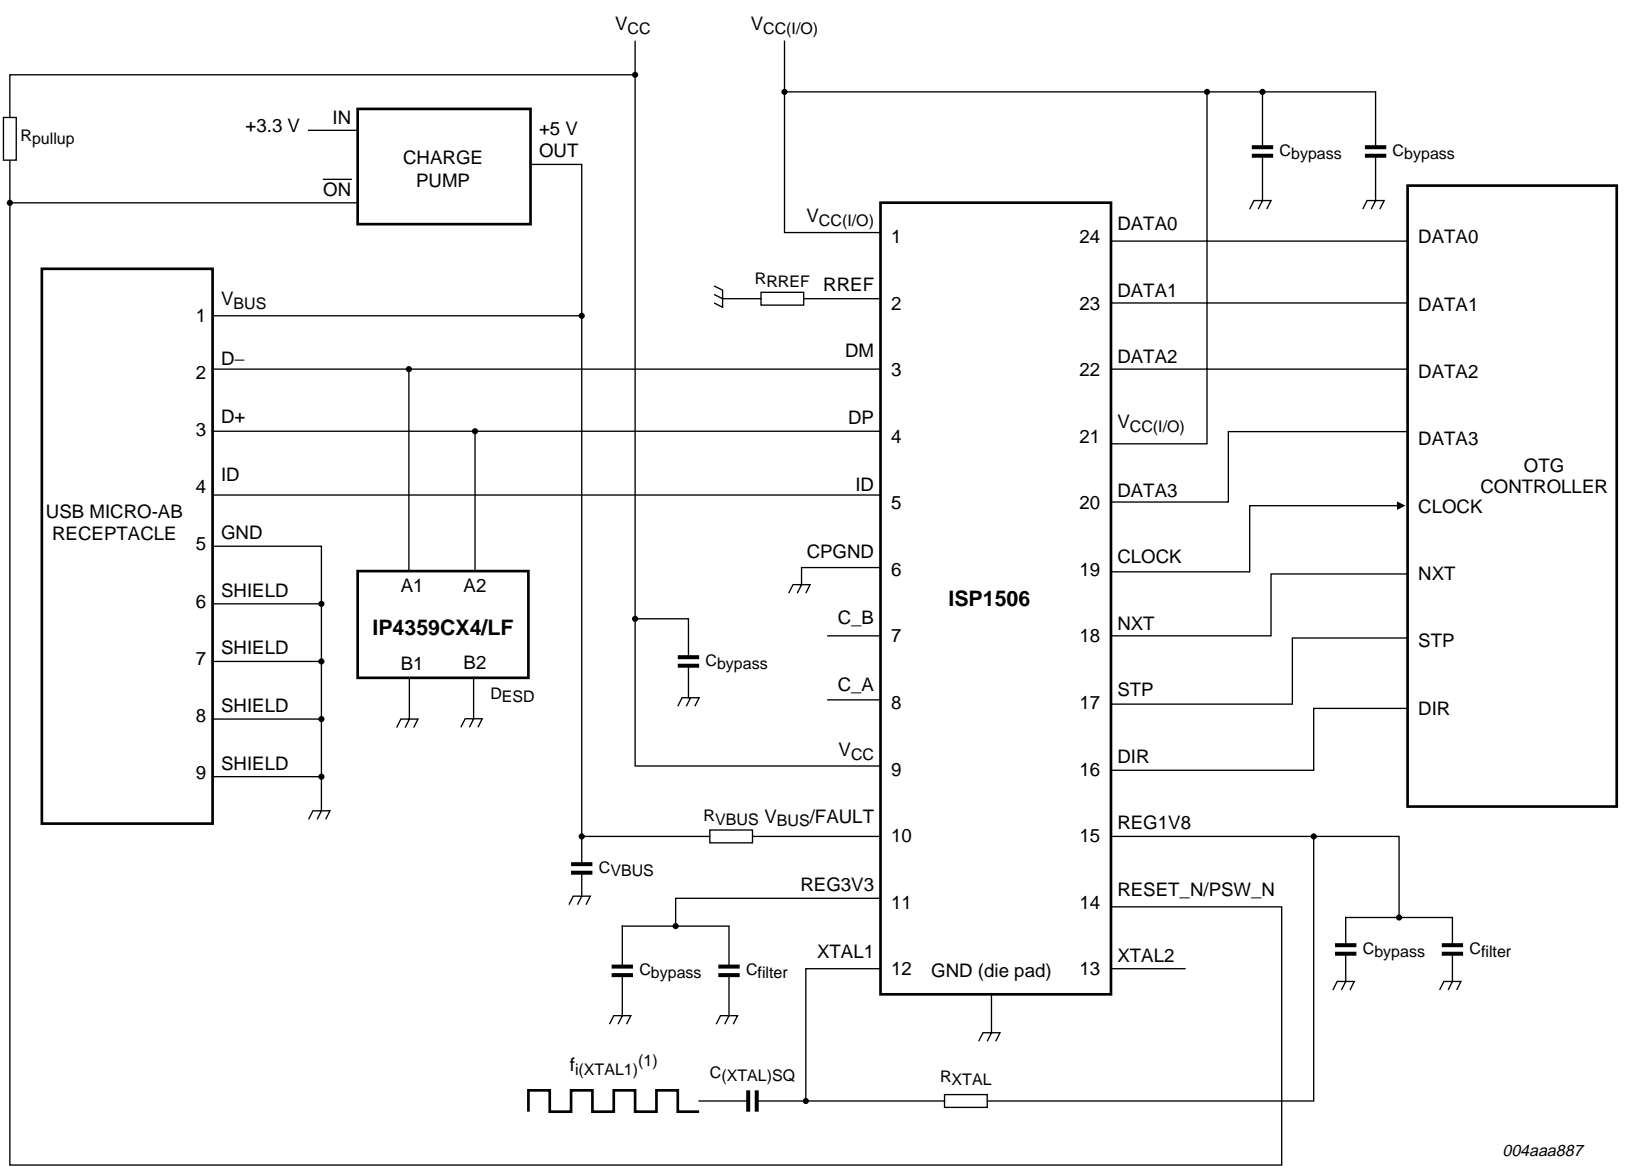 VCC
VCC(I/O)
Rpullup
+3.3 V
IN
ON
CHARGE
PUMP
+5 V
OUT
Cbypass
Cbypass
USB MICRO-AB
RECEPTACLE
1 VBUS
2 D–
3 D+
4 ID
5 GND
6 SHIELD
7 SHIELD
8 SHIELD
9 SHIELD
A1 A2
IP4359CX4/LF
B1 B2
DESD
Cbypass
CVBUS
RVBUS
RRREF
VCC(I/O) 1
RREF 2
DM 3
DP 4
ID 5
CPGND 6
C_B 7
C_A 8
VCC 9
VBUS/FAULT 10
REG3V3 11
XTAL1 12
ISP1506
GND (die pad)
24 DATA0
23 DATA1
22 DATA2
21 VCC(I/O)
20 DATA3
19 CLOCK
18 NXT
17 STP
16 DIR
15 REG1V8
14 RESET_N/PSW_N
13 XTAL2
DATA0
DATA1
DATA2
DATA3
OTG
CONTROLLER
CLOCK
NXT
STP
DIR
Cbypass
Cfilter
Cbypass
Cfilter
fi(XTAL1)(1)
C(XTAL)SQ
RXTAL
004aaa887